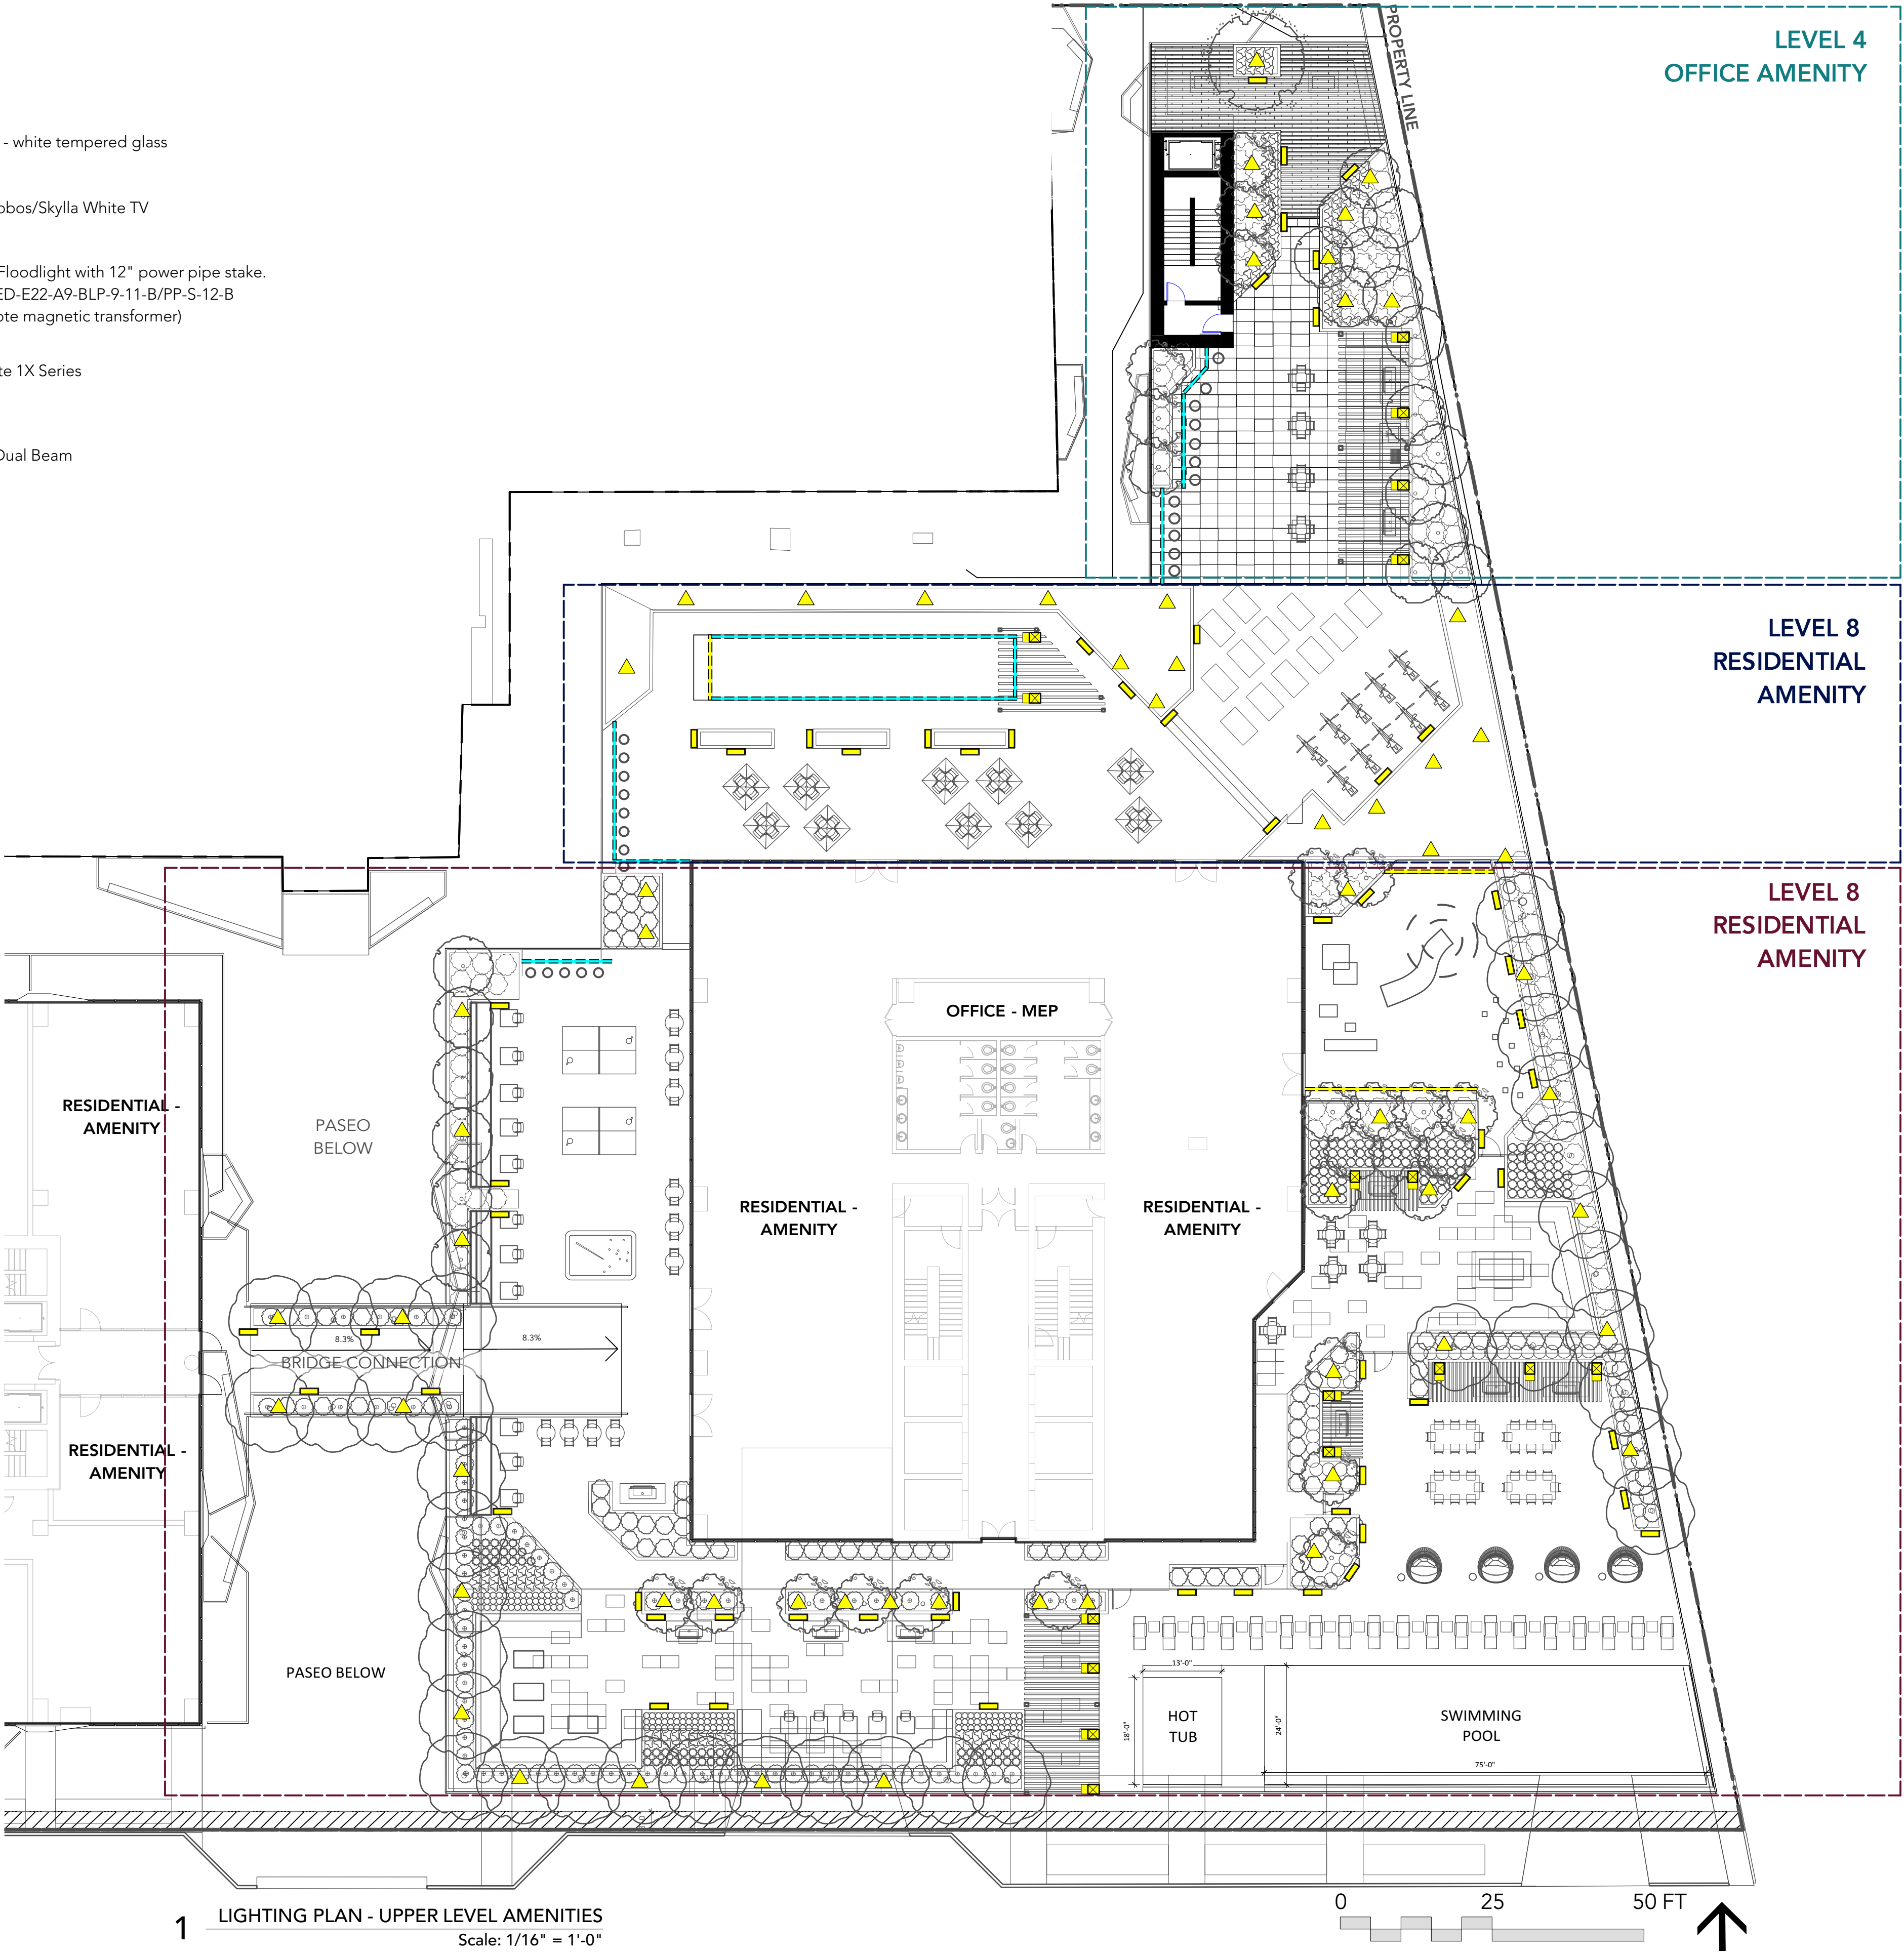 LEVEL 4
OFFICE AMENITY
PROPERTY LINE
- white tempered glass
obos/Skylla White TV
Floodlight with 12" power pipe stake.
ED-E22-A9-BLP-9-11-B/PP-S-12-B
ote magnetic transformer)
te 1X Series
Dual Beam
LEVEL 8
RESIDENTIAL
AMENITY
LEVEL 8
RESIDENTIAL
AMENITY
OFFICE - MEP
RESIDENTIAL -
AMENITY
PASEO
BELOW
RESIDENTIAL -
AMENITY
RESIDENTIAL -
AMENITY
8.3%
8.3%
BRIDGE CONNECTION
RESIDENTIAL -
AMENITY
PASEO BELOW
13'-0"
18'-0"
HOT
TUB
24'-0"
SWIMMING
POOL
75'-0"
1
LIGHTING PLAN - UPPER LEVEL AMENITIES
Scale: 1/16" = 1'-0"
0
25
50 FT